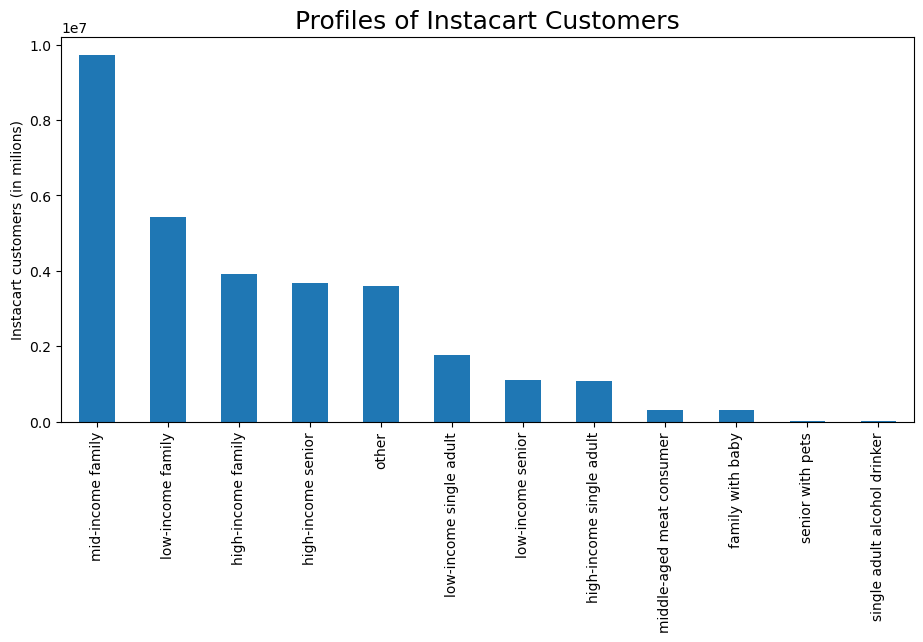 Profiles of Instacart Customers
1e7
Instacart customers (in milions)
1.0
0.8
0.6
0.4
0.2
0.0
mid-income family
low-income family
high-income family
high-income senior
other
low-income single adult
low-income senior
high-income single adult
middle-aged meat consumer
family with baby
senior with pets
single adult alcohol drinker